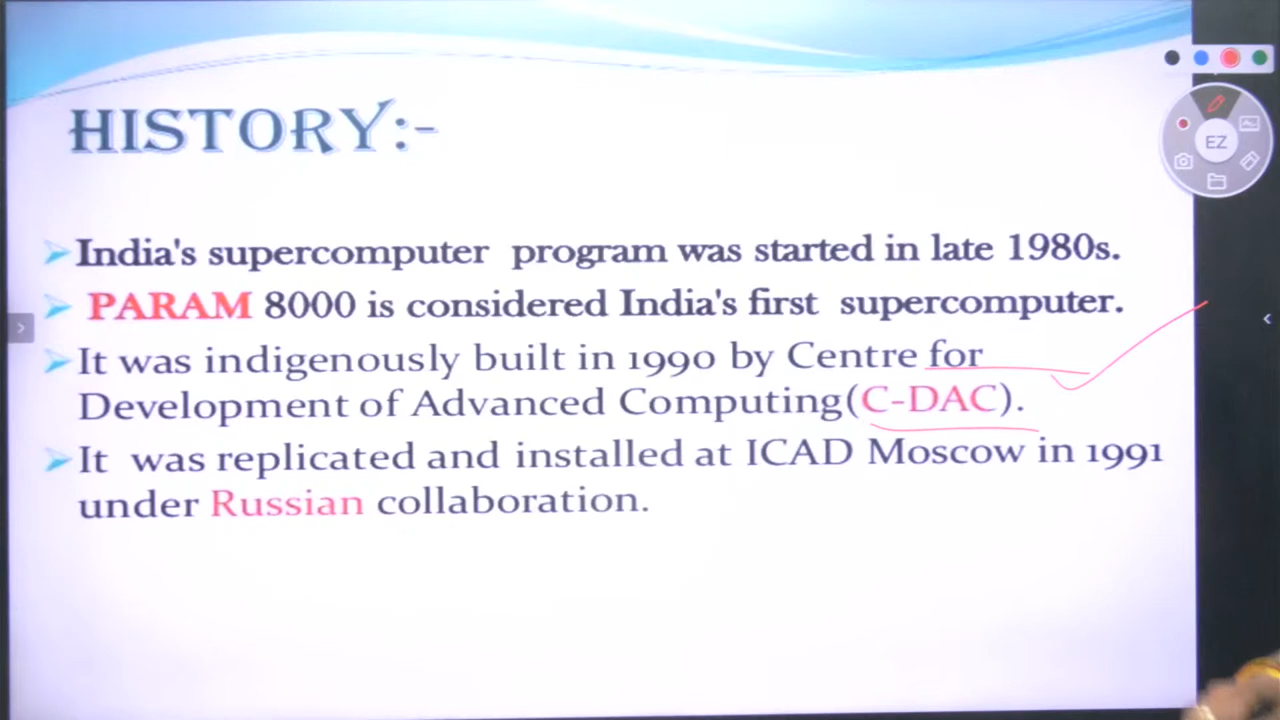 HISTORY:-
EZ
India's supercomputer program was started in late 1980s.
PARAM 8000 is considered India's first supercomputer.
It was indigenously built in 1990 by Centre for
Development of Advanced Computing(C-DAC).
It was replicated and installed at ICAD Moscow in 1991
under Russian collaboration.